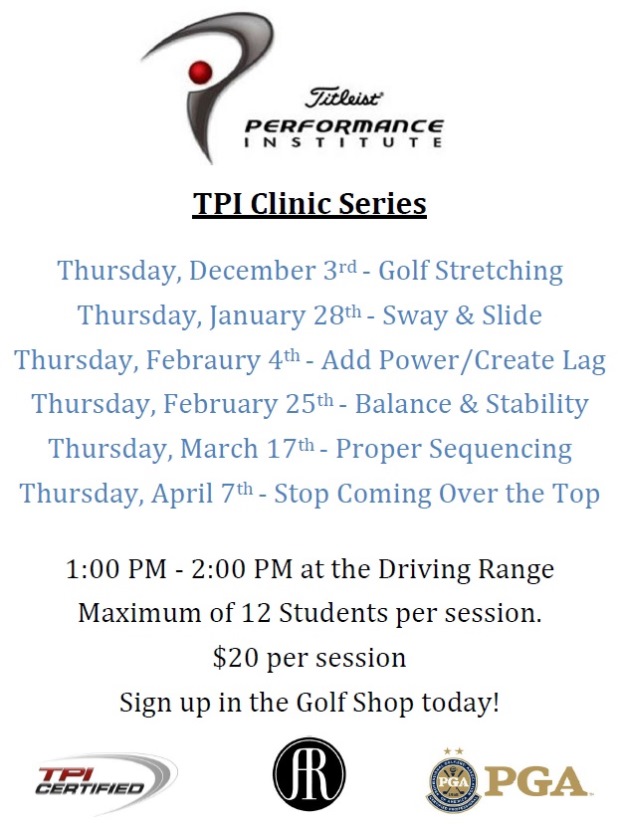 Titleist
PERFORMANCE
INSTITUTE
TPI Clinic Series
Thursday, December 3rd - Golf Stretching
Thursday, January 28th - Sway & Slide
Thursday, Febraury 4th - Add Power/Create Lag
Thursday, February 25th - Balance & Stability
Thursday, March 17th - Proper Sequencing
Thursday, April 7th - Stop Coming Over the Top
1:00 PM - 2:00 PM at the Driving Range
Maximum of 12 Students per session.
$20 per session
Sign up in the Golf Shop today!
TPI
CERTIFIED
AR
PGA
PGA